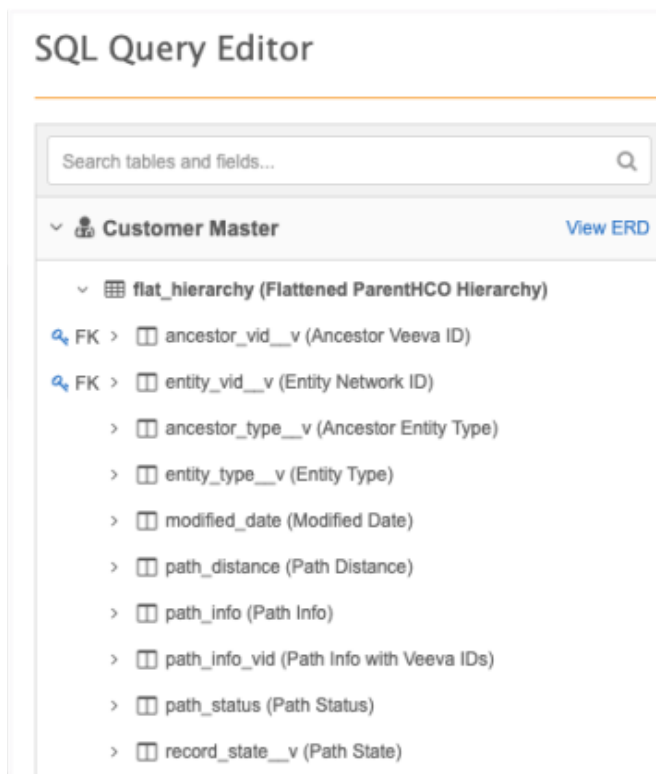 SQL Query Editor
Search tables and fields...
Customer Master View ERD
flat_hierarchy (Flattened ParentHCO Hierarchy)
FK ancestor_vid__v (Ancestor Veeva ID)
FK entity_vid__v (Entity Network ID)
ancestor_type__v (Ancestor Entity Type)
entity_type__v (Entity Type)
modified_date (Modified Date)
path_distance (Path Distance)
path_info (Path Info)
path_info_vid (Path Info with Veeva IDs)
path_status (Path Status)
record_state__v (Path State)